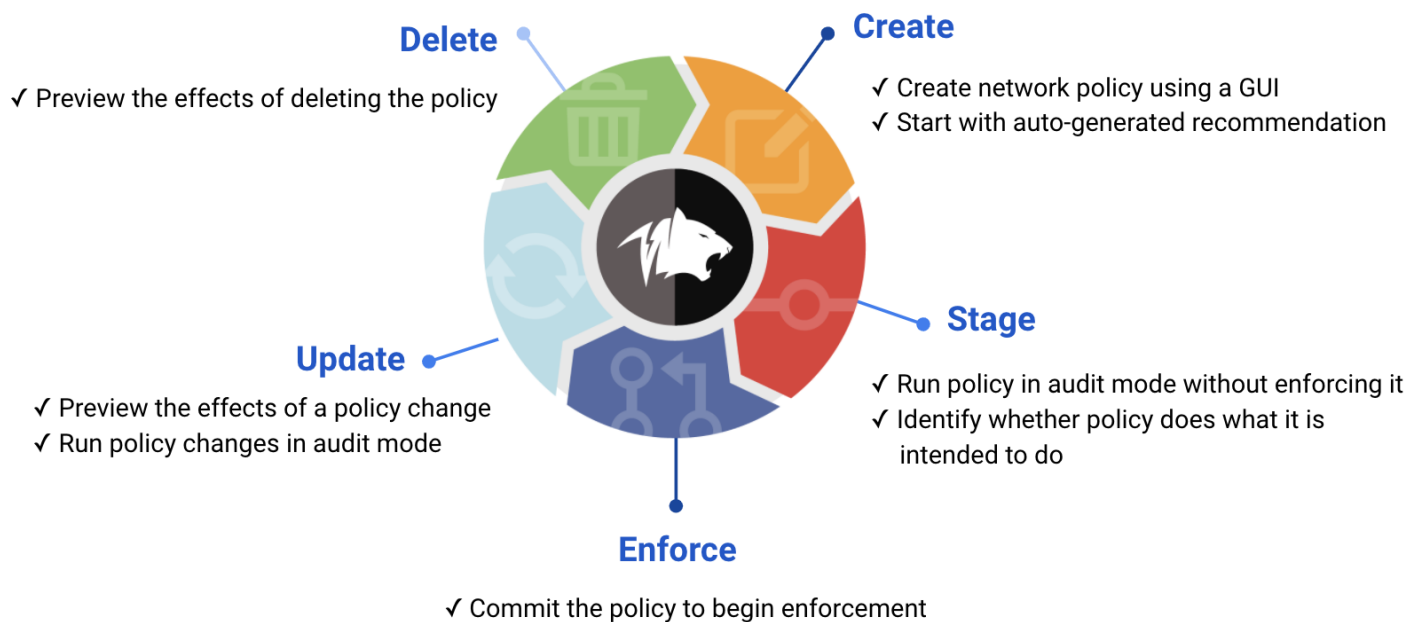 Create
✓ Create network policy using a GUI
✓ Start with auto-generated recommendation
Stage
✓ Run policy in audit mode without enforcing it
✓ Identify whether policy does what it is
intended to do
Enforce
✓ Commit the policy to begin enforcement
Update
✓ Preview the effects of a policy change
✓ Run policy changes in audit mode
Delete
✓ Preview the effects of deleting the policy